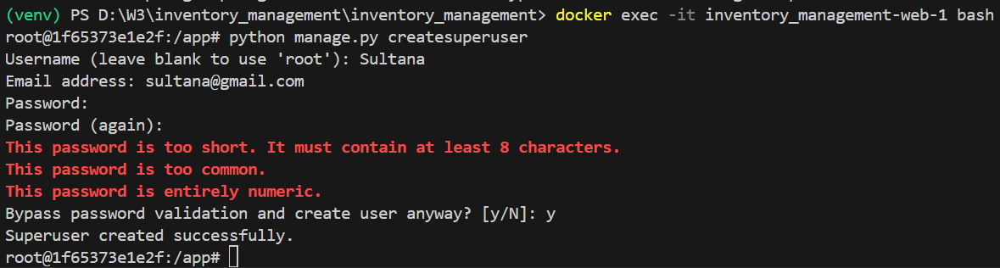 (venv) PS D:\W3\inventory_management\inventory_management> docker exec -it inventory_management-web-1 bash
root@1f65373e1e2f:/app# python manage.py createsuperuser
Username (leave blank to use 'root'): Sultana
Email address: sultana@gmail.com
Password:
Password (again):
This password is too short. It must contain at least 8 characters.
This password is too common.
This password is entirely numeric.
Bypass password validation and create user anyway? [y/N]: y
Superuser created successfully.
root@1f65373e1e2f:/app#